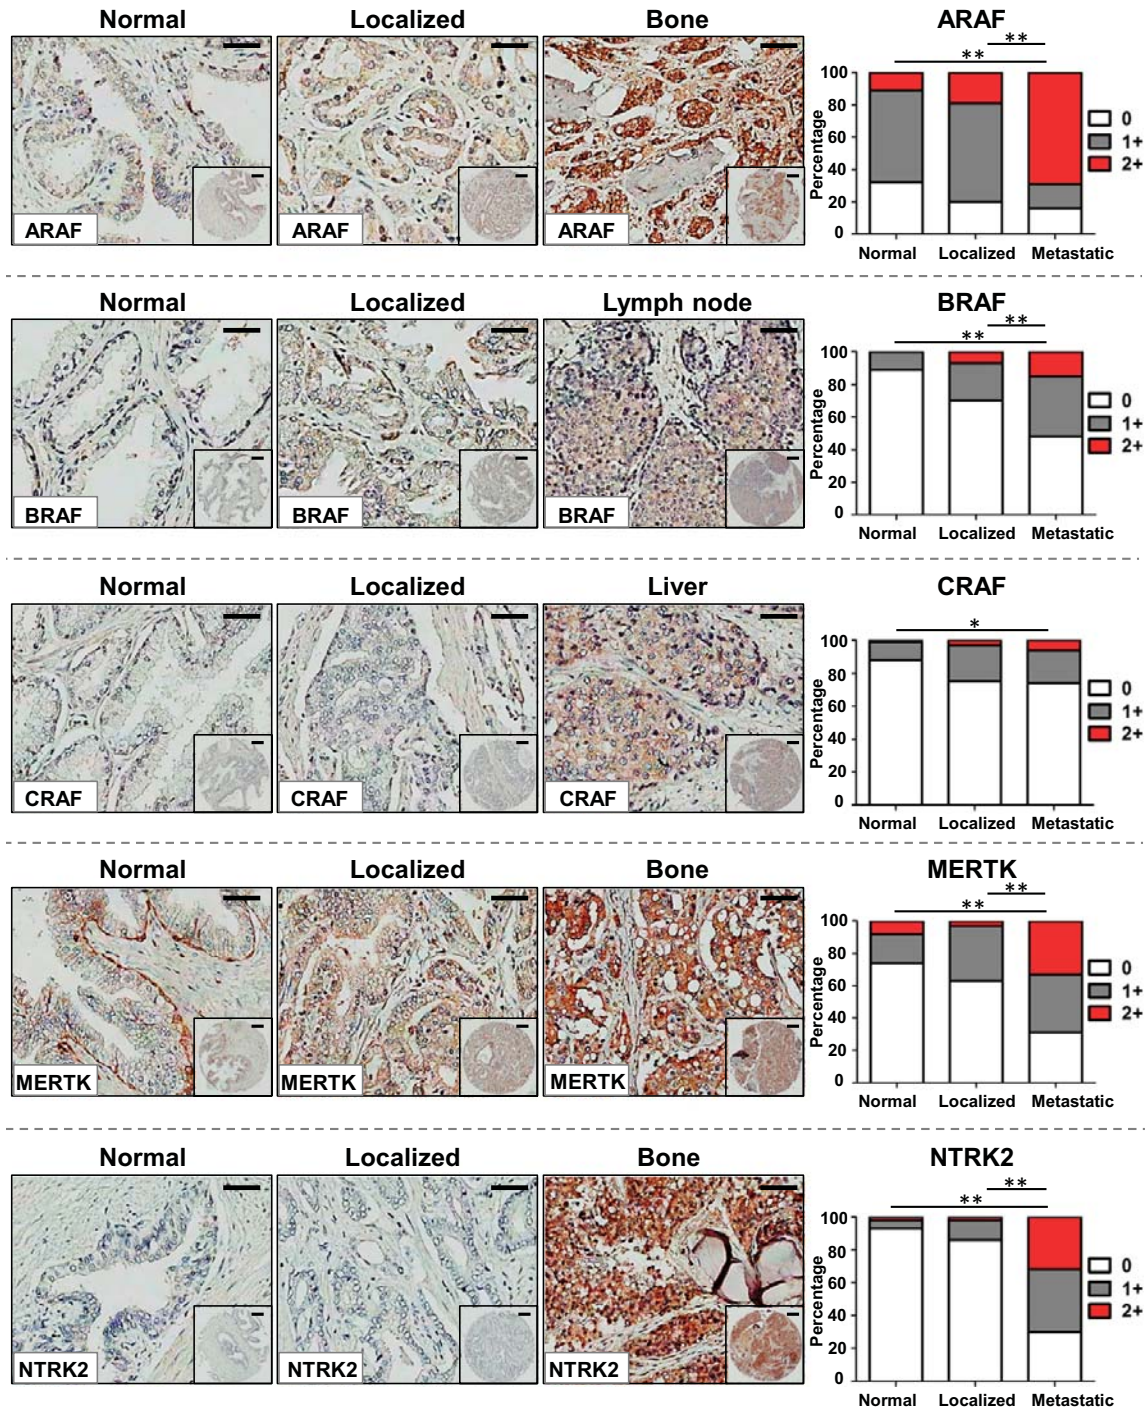 Normal Localized Bone ARAF
** 
**
100
80
60
40
20
0
Percentage
0
1+
2+
ARAF ARAF ARAF
Normal Localized Metastatic
Normal Localized Lymph node BRAF
**
**
100
80
60
40
20
0
Percentage
0
1+
2+
BRAF BRAF BRAF
Normal Localized Metastatic
Normal Localized Liver CRAF
*
100
80
60
40
20
0
Percentage
0
1+
2+
CRAF CRAF CRAF
Normal Localized Metastatic
Normal Localized Bone MERTK
**
**
100
80
60
40
20
0
Percentage
0
1+
2+
MERTK MERTK MERTK
Normal Localized Metastatic
Normal Localized Bone NTRK2
**
**
100
80
60
40
20
0
Percentage
0
1+
2+
NTRK2 NTRK2 NTRK2
Normal Localized Metastatic